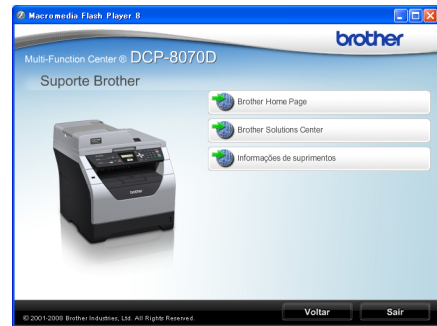 Macromedia Flash Player 8
brother
Multi-Function Center ® DCP-8070D
Suporte Brother
Brother Home Page
Brother Solutions Center
Informações de suprimentos
brother
© 2001-2008 Brother Industries, Ltd. All Rights Reserved.
Voltar
Sair